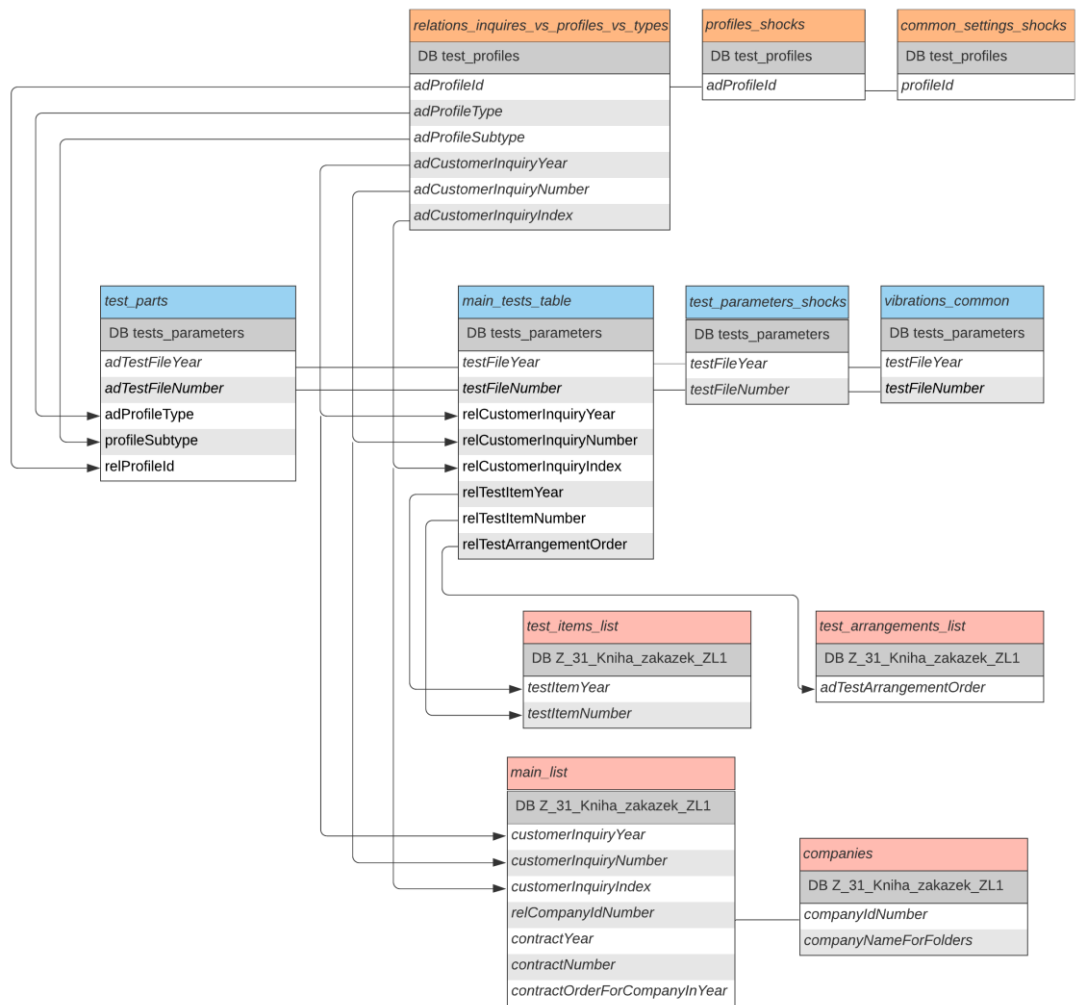 relations_inquires_vs_profiles_vs_types
DB test_profiles
adProfileId
adProfileType
adProfileSubtype
adCustomerInquiryYear
adCustomerInquiryNumber
adCustomerInquiryIndex
profiles_shocks
DB test_profiles
adProfileId
common_settings_shocks
DB test_profiles
profileId
test_parts
DB tests_parameters
adTestFileYear
adTestFileNumber
adProfileType
profileSubtype
relProfileId
main_tests_table
DB tests_parameters
testFileYear
testFileNumber
relCustomerInquiryYear
relCustomerInquiryNumber
relCustomerInquiryIndex
relTestItemYear
relTestItemNumber
relTestArrangementOrder
test_parameters_shocks
DB tests_parameters
testFileYear
testFileNumber
vibrations_common
DB tests_parameters
testFileYear
testFileNumber
test_items_list
DB Z_31_Kniha_zakazek_ZL1
testItemYear
testItemNumber
test_arrangements_list
DB Z_31_Kniha_zakazek_ZL1
adTestArrangementOrder
main_list
DB Z_31_Kniha_zakazek_ZL1
customerInquiryYear
customerInquiryNumber
customerInquiryIndex
relCompanyIdNumber
contractYear
contractNumber
contractOrderForCompanyInYear
companies
DB Z_31_Kniha_zakazek_ZL1
companyIdNumber
companyNameForFolders